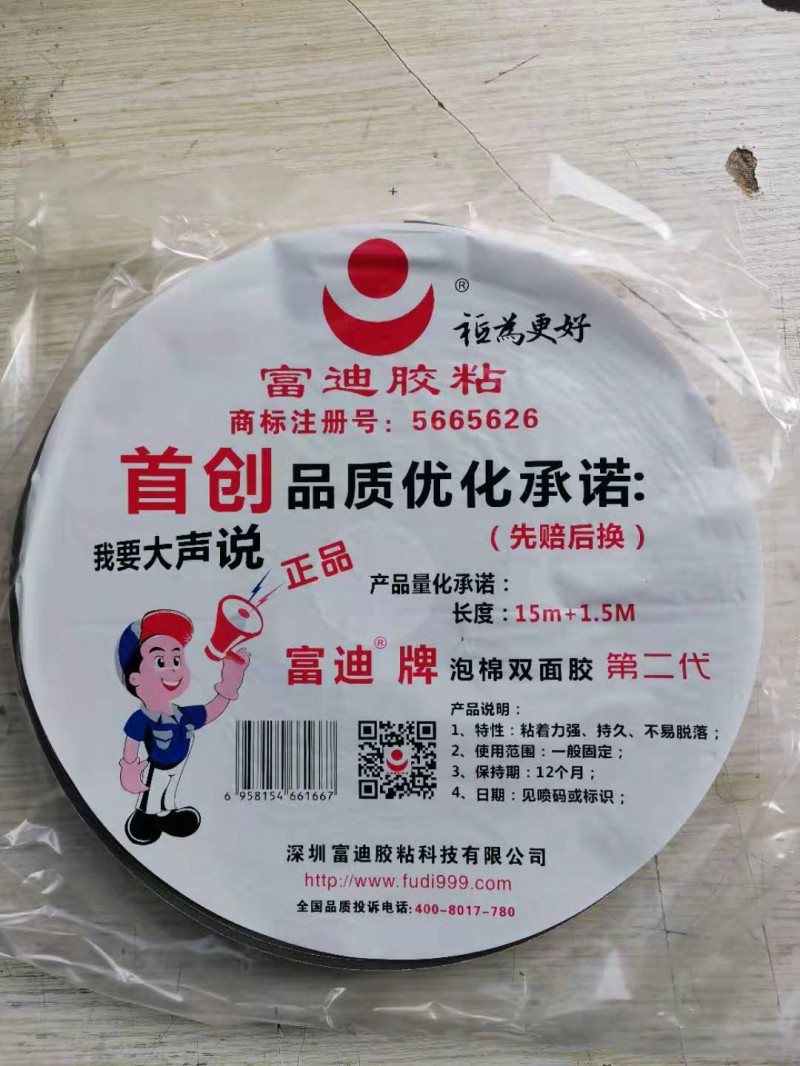 ®
祗為更好
富迪胶粘
商标注册号：5665626
首创品质优化承诺：
（先赔后换）
我要大声说
正品
产品量化承诺：
长度：15m+1.5M
富迪®牌 泡棉双面胶 第二代
产品说明：
1、特性：粘着力强、持久、不易脱落；
2、使用范围：一般固定；
3、保持期：12个月；
4、日期：见喷码或标识；
6 958154 661667
深圳富迪胶粘科技有限公司
http://www.fudi999.com
全国品质投诉电话：400-8017-780